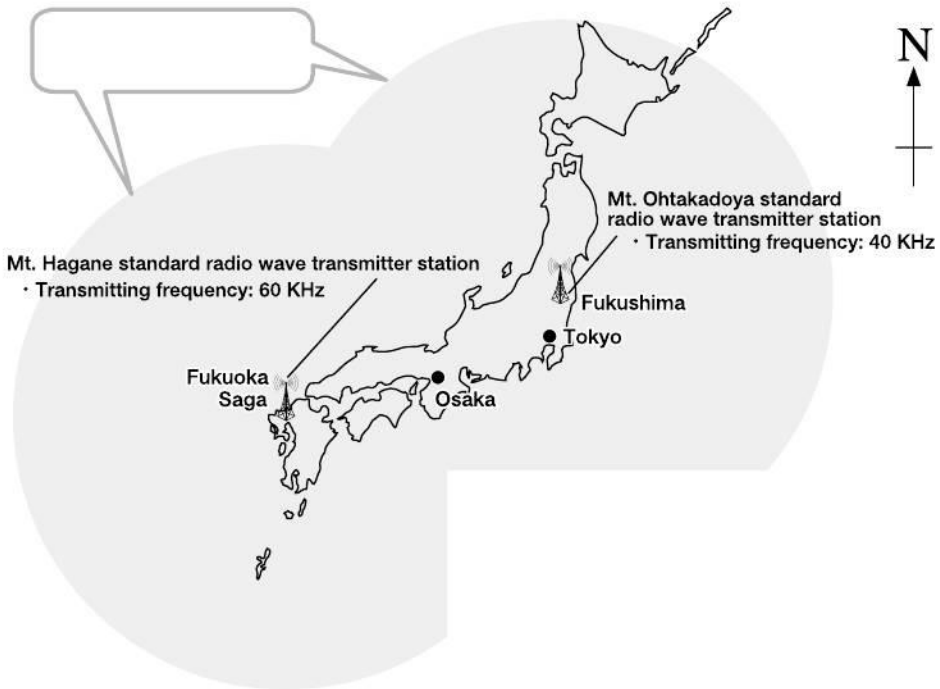 N
Mt. Ohtakadoya standard
radio wave transmitter station
・Transmitting frequency: 40 KHz
Mt. Hagane standard radio wave transmitter station
・Transmitting frequency: 60 KHz
Fukushima
Tokyo
Fukuoka
Saga
Osaka